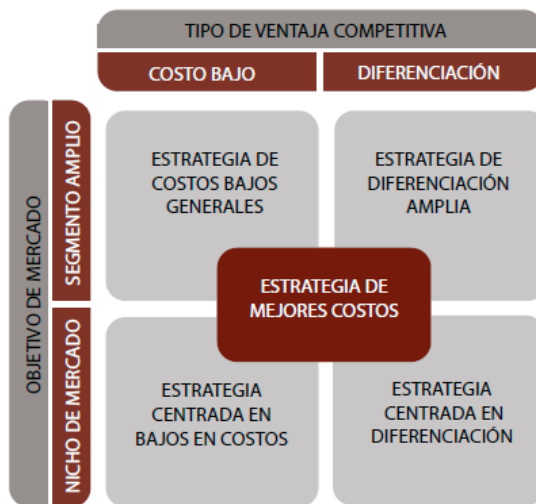 TIPO DE VENTAJA COMPETITIVA
COSTO BAJO
DIFERENCIACIÓN
OBJETIVO DE MERCADO
SEGMENTO AMPLIO
ESTRATEGIA DE
COSTOS BAJOS
GENERALES
ESTRATEGIA DE
DIFERENCIACIÓN
AMPLIA
ESTRATEGIA DE
MEJORES COSTOS
NICHO DE MERCADO
ESTRATEGIA
CENTRADA EN
BAJOS EN COSTOS
ESTRATEGIA
CENTRADA EN
DIFERENCIACIÓN